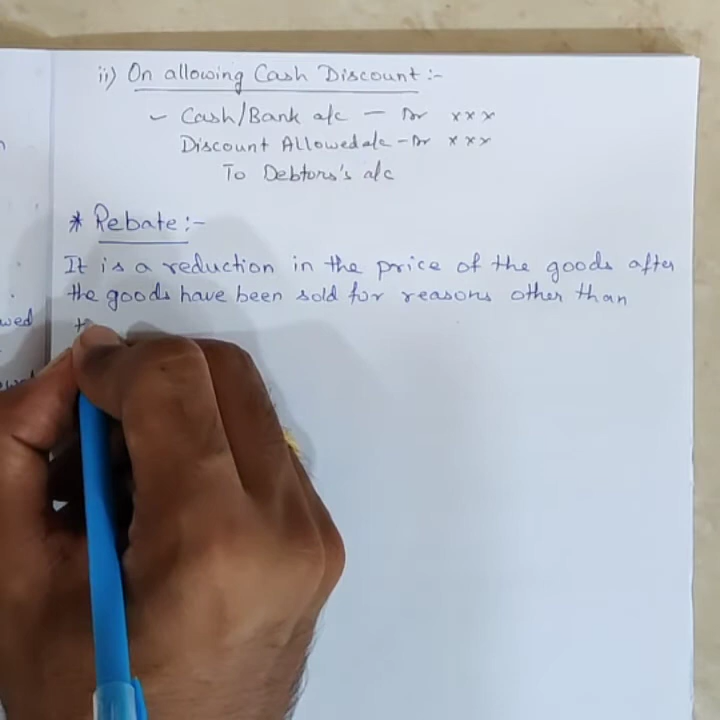 ii) On allowing Cash Discount :-
- Cash/Bank a/c - Dr xxx
Discount Allowed a/c - Dr xxx
To Debtors's a/c
* Rebate :-
It is a reduction in the price of the goods after
the goods have been sold for reasons other than
wed